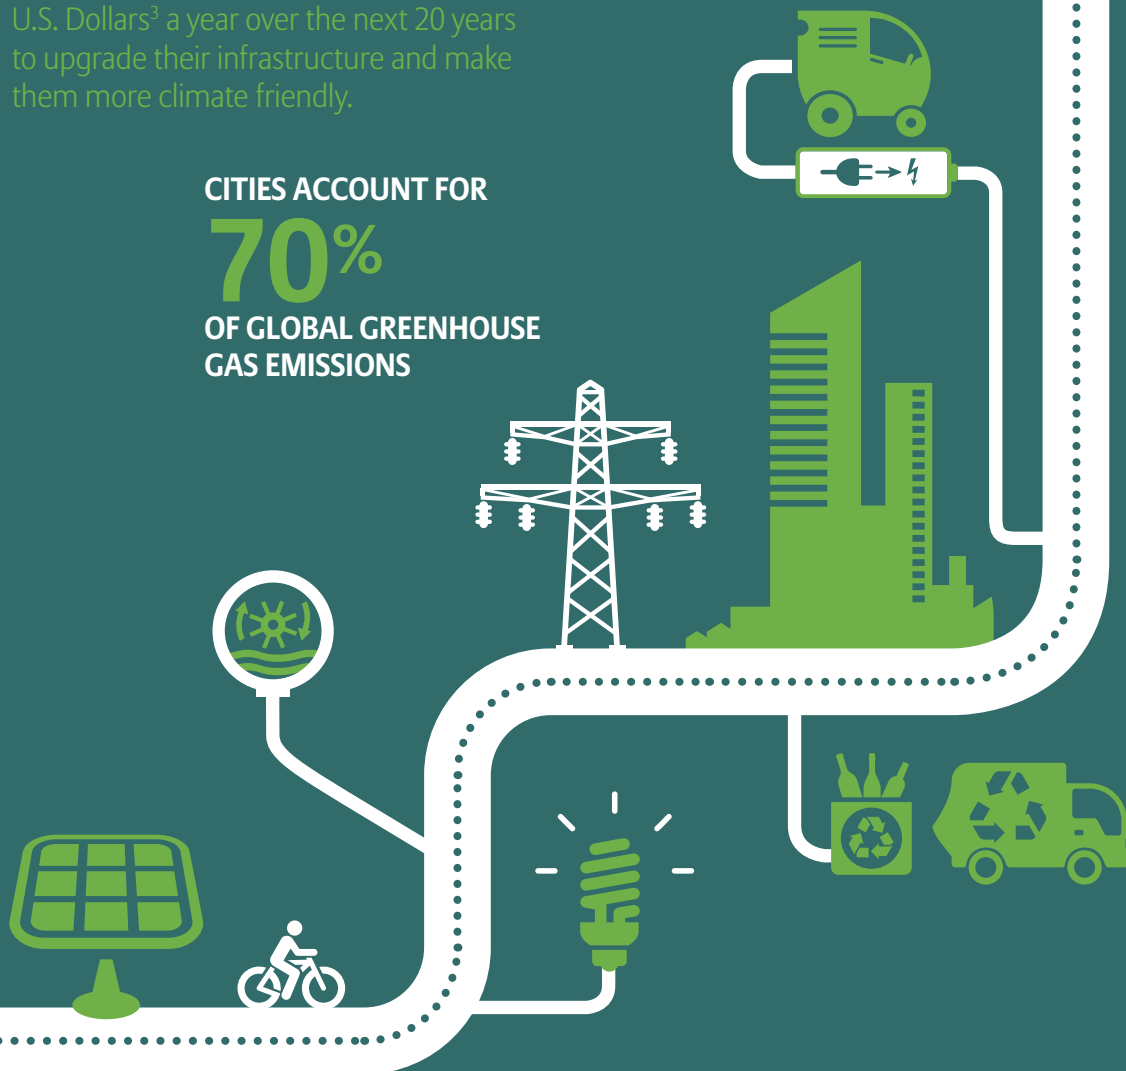 U.S. Dollars³ a year over the next 20 years
to upgrade their infrastructure and make
them more climate friendly.
CITIES ACCOUNT FOR
70%
OF GLOBAL GREENHOUSE
GAS EMISSIONS